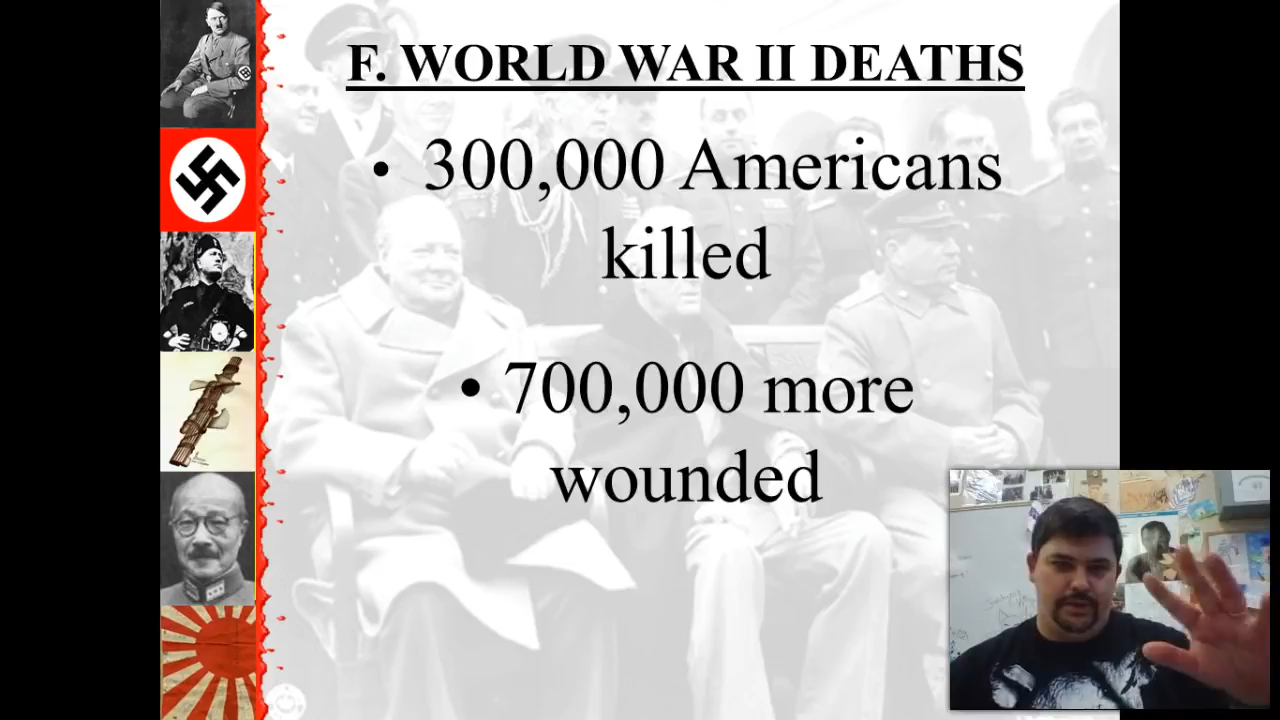 F. WORLD WAR II DEATHS
• 300,000 Americans
killed
• 700,000 more
wounded